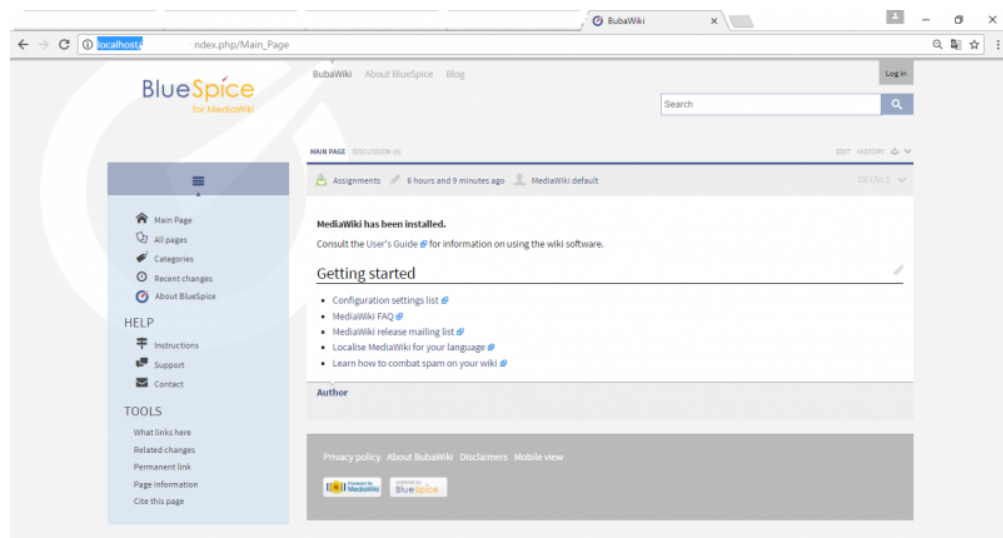 BubaWiki
localhost/ ndex.php/Main_Page
BlueSpice
for MediaWiki
BubaWiki About BlueSpice Blog
Log in
Search
MAIN PAGE DISCUSSION (0)
EDIT HISTORY
Assignments 6 hours and 9 minutes ago MediaWiki default
DETAILS
Main Page
All pages
Categories
Recent changes
About BlueSpice
HELP
Instructions
Support
Contact
TOOLS
What links here
Related changes
Permanent link
Page information
Cite this page
MediaWiki has been installed.
Consult the User's Guide for information on using the wiki software.
Getting started
Configuration settings list
MediaWiki FAQ
MediaWiki release mailing list
Localise MediaWiki for your language
Learn how to combat spam on your wiki
Author
Privacy policy About BubaWiki Disclaimers Mobile view
Powered By
MediaWiki
powered by
BlueSpice